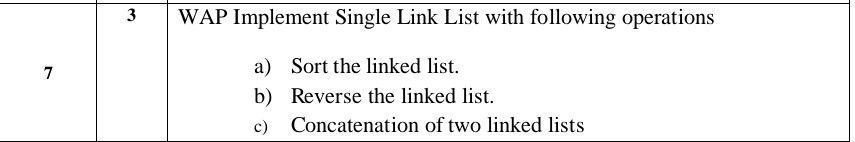 3 WAP Implement Single Link List with following operations
a) Sort the linked list.
7
b) Reverse the linked list.
c) Concatenation of two linked lists